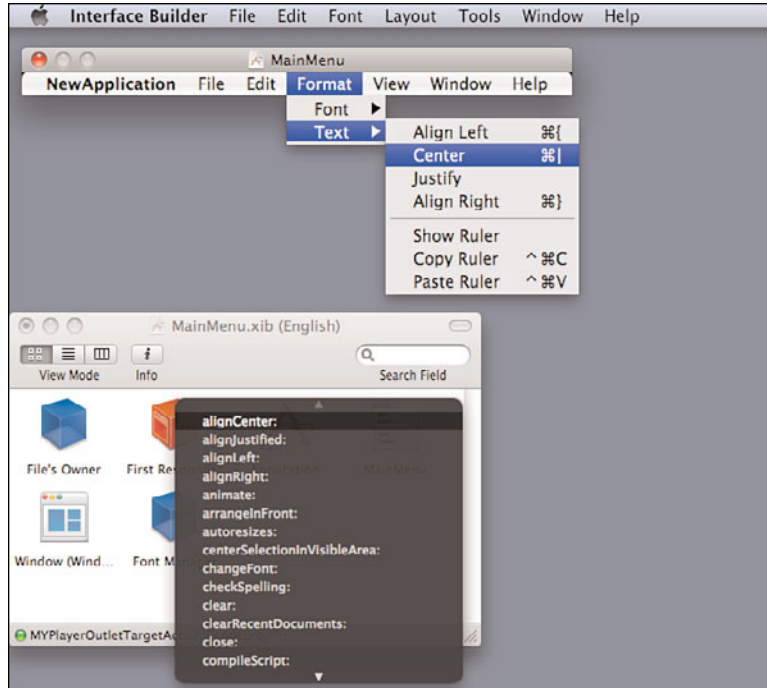 Interface Builder File Edit Font Layout Tools Window Help
MainMenu
NewApplication File Edit Format View Window Help
Font
Text
Align Left ⌘{
Center ⌘|
Justify
Align Right ⌘}
Show Ruler
Copy Ruler ^⌘C
Paste Ruler ^⌘V
MainMenu.xib (English)
View Mode Info Search Field
File's Owner First Res
Application MainMenu
Window (Wind... Font M
MYPlayerOutletTargetAc
alignCenter:
alignJustified:
alignLeft:
alignRight:
animate:
arrangeInFront:
autoresizes:
centerSelectionInVisibleArea:
changeFont:
checkSpelling:
clear:
clearRecentDocuments:
close:
compileScript: